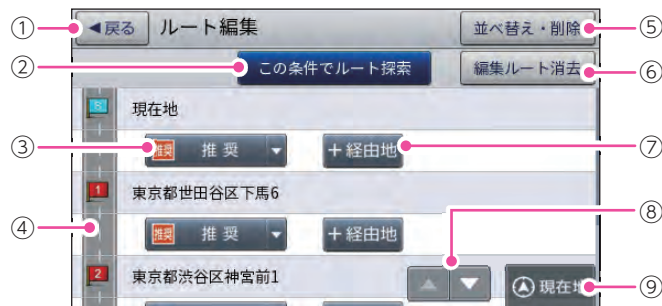 ① ◀戻る ルート編集 並べ替え・削除 ⑤
② この条件でルート探索 編集ルート消去 ⑥
S 現在地
③ 推奨 推奨 ▼ ＋経由地 ⑦
1 東京都世田谷区下馬6
④ 推奨 推奨 ▼ ＋経由地 ⑧
2 東京都渋谷区神宮前1 ▲ ▼ 現在地 ⑨